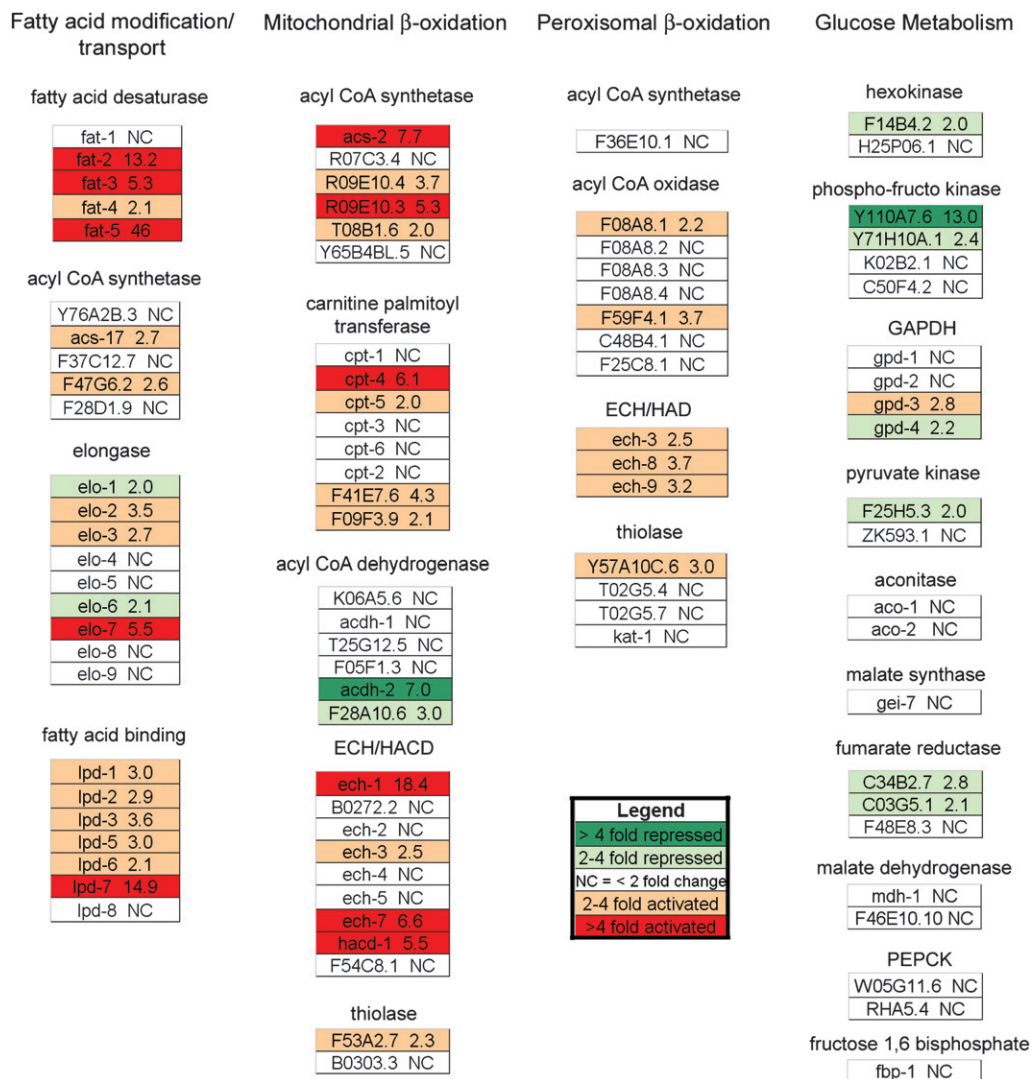 Fatty acid modification/
transport
fatty acid desaturase
fat-1 NC
fat-2 13.2
fat-3 5.3
fat-4 2.1
fat-5 46
acyl CoA synthetase
Y76A2B.3 NC
acs-17 2.7
F37C12.7 NC
F47G6.2 2.6
F28D1.9 NC
elongase
elo-1 2.0
elo-2 3.5
elo-3 2.7
elo-4 NC
elo-5 NC
elo-6 2.1
elo-7 5.5
elo-8 NC
elo-9 NC
fatty acid binding
lpd-1 3.0
lpd-2 2.9
lpd-3 3.6
lpd-5 3.0
lpd-6 2.1
lpd-7 14.9
lpd-8 NC
Mitochondrial β-oxidation
acyl CoA synthetase
acs-2 7.7
R07C3.4 NC
R09E10.4 3.7
R09E10.3 5.3
T08B1.6 2.0
Y65B4BL.5 NC
carnitine palmitoyl
transferase
cpt-1 NC
cpt-4 6.1
cpt-5 2.0
cpt-3 NC
cpt-6 NC
cpt-2 NC
F41E7.6 4.3
F09F3.9 2.1
acyl CoA dehydrogenase
K06A5.6 NC
acdh-1 NC
T25G12.5 NC
F05F1.3 NC
acdh-2 7.0
F28A10.6 3.0
ECH/HACD
ech-1 18.4
B0272.2 NC
ech-2 NC
ech-3 2.5
ech-4 NC
ech-5 NC
ech-7 6.6
hacd-1 5.5
F54C8.1 NC
thiolase
F53A2.7 2.3
B0303.3 NC
Peroxisomal β-oxidation
acyl CoA synthetase
F36E10.1 NC
acyl CoA oxidase
F08A8.1 2.2
F08A8.2 NC
F08A8.3 NC
F08A8.4 NC
F59F4.1 3.7
C48B4.1 NC
F25C8.1 NC
ECH/HAD
ech-3 2.5
ech-8 3.7
ech-9 3.2
thiolase
Y57A10C.6 3.0
T02G5.4 NC
T02G5.7 NC
kat-1 NC
Legend
> 4 fold repressed
2-4 fold repressed
NC = < 2 fold change
2-4 fold activated
>4 fold activated
Glucose Metabolism
hexokinase
F14B4.2 2.0
H25P06.1 NC
phospho-fructo kinase
Y110A7.6 13.0
Y71H10A.1 2.4
K02B2.1 NC
C50F4.2 NC
GAPDH
gpd-1 NC
gpd-2 NC
gpd-3 2.8
gpd-4 2.2
pyruvate kinase
F25H5.3 2.0
ZK593.1 NC
aconitase
aco-1 NC
aco-2 NC
malate synthase
gei-7 NC
fumarate reductase
C34B2.7 2.8
C03G5.1 2.1
F48E8.3 NC
malate dehydrogenase
mdh-1 NC
F46E10.10 NC
PEPCK
W05G11.6 NC
RHA5.4 NC
fructose 1,6 bisphosphate
fbp-1 NC